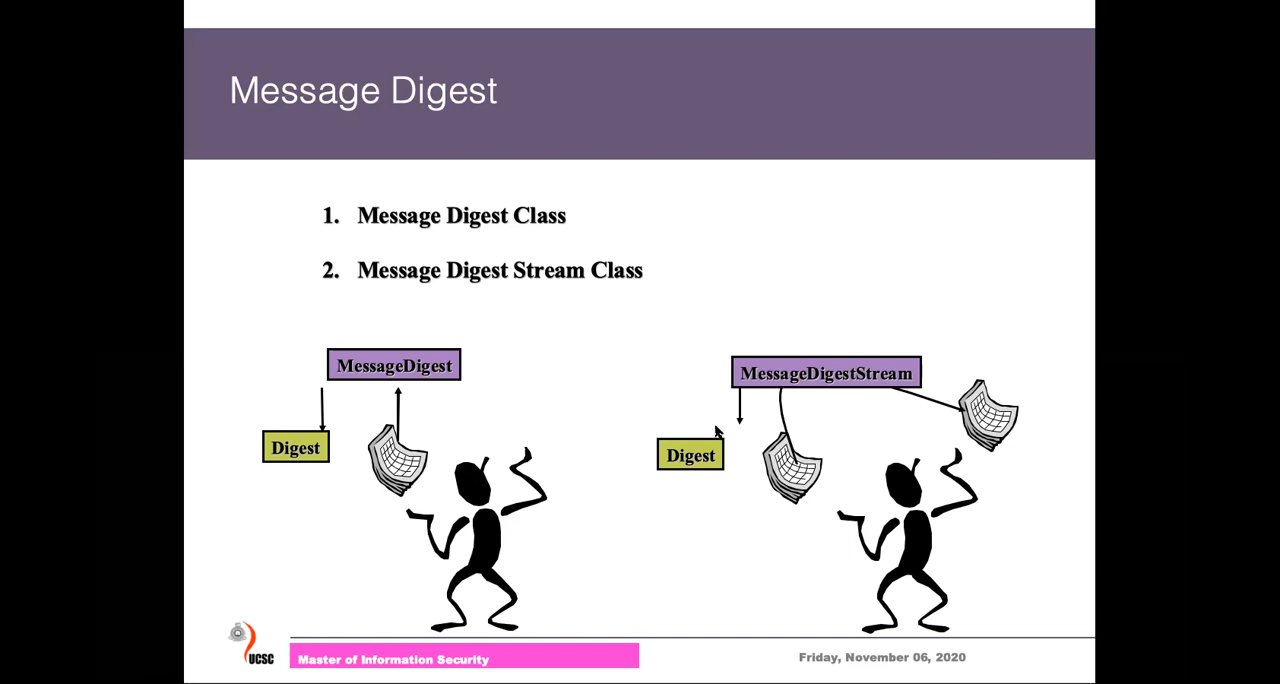 Message Digest
1. Message Digest Class
2. Message Digest Stream Class
MessageDigest
MessageDigestStream
Digest
Digest
UCSC
Master of Information Security
Friday, November 06, 2020